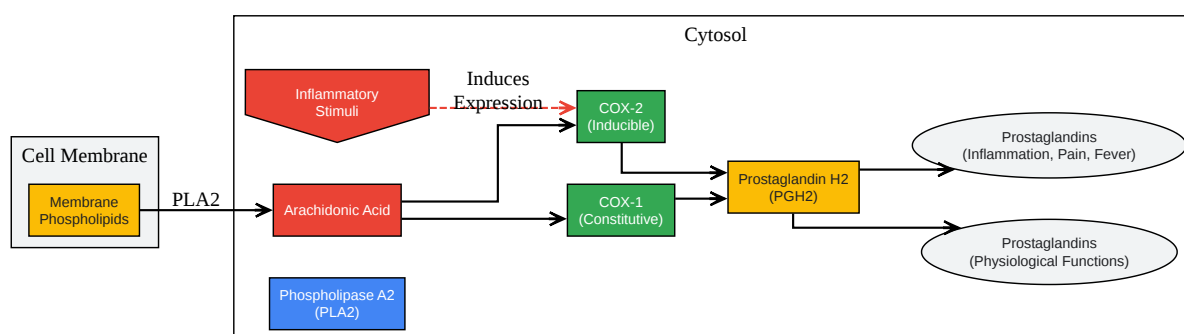 Cytosol
Inflammatory
Stimuli
Induces
Expression
COX-2
(Inducible)
Cell Membrane
Membrane
Phospholipids
PLA2
Arachidonic Acid
COX-1
(Constitutive)
Prostaglandin H2
(PGH2)
Prostaglandins
(Inflammation, Pain, Fever)
Prostaglandins
(Physiological Functions)
Phospholipase A2
(PLA2)